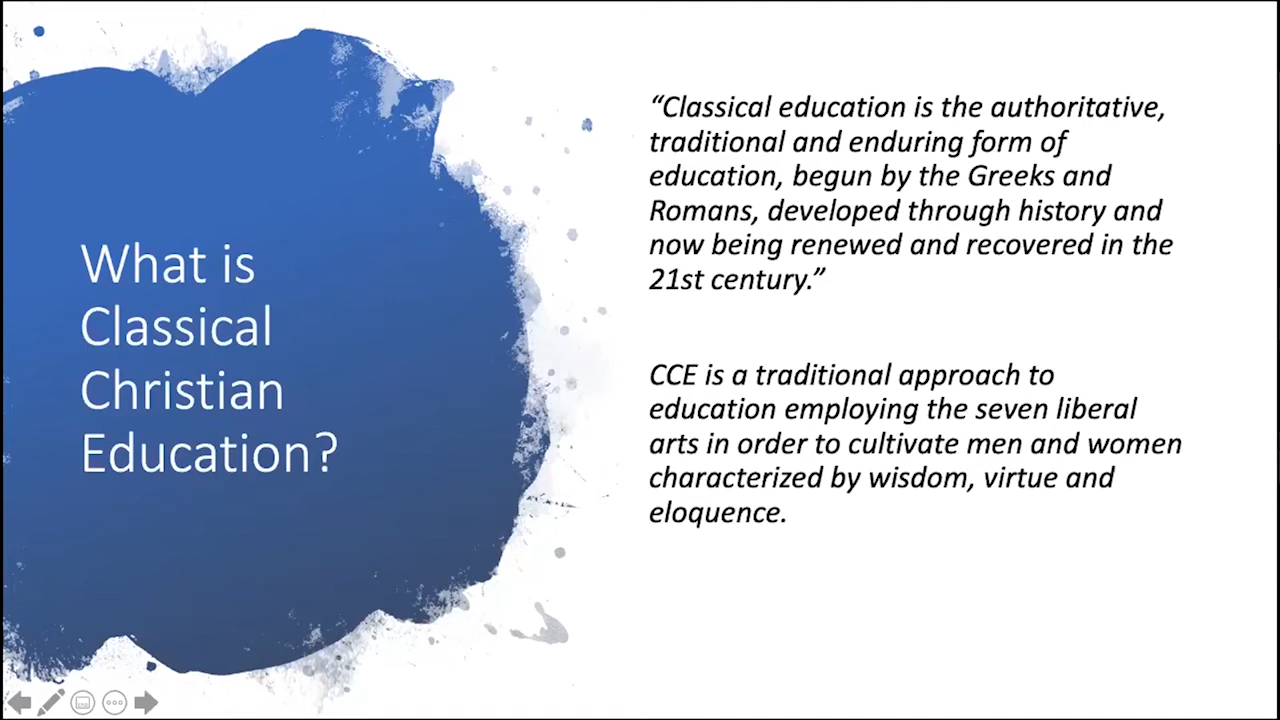 What is
Classical
Christian
Education?
“Classical education is the authoritative,
traditional and enduring form of
education, begun by the Greeks and
Romans, developed through history and
now being renewed and recovered in the
21st century.”
CCE is a traditional approach to
education employing the seven liberal
arts in order to cultivate men and women
characterized by wisdom, virtue and
eloquence.